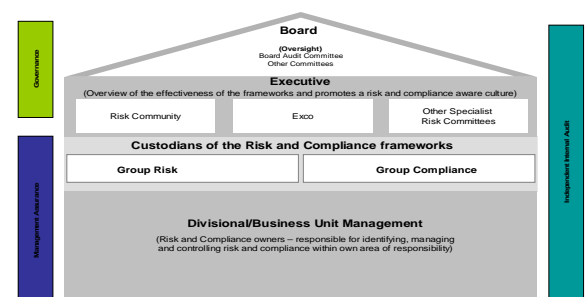 Board
(Oversight)
Board Audit Committee
Other Committees
Executive
(Overview of the effectiveness of the frameworks and promotes a risk and compliance aware culture)
Risk Community
Exco
Other Specialist
Risk Committees
Custodians of the Risk and Compliance frameworks
Group Risk
Group Compliance
Divisional/Business Unit Management
(Risk and Compliance owners – responsible for identifying, managing
and controlling risk and compliance within own area of responsibility)
Governance
Management Assurance
Independent Internal Audit